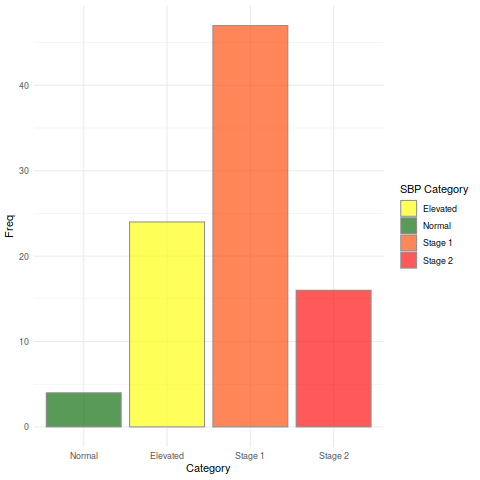 Freq
40
30
20
10
0
Normal
Elevated
Stage 1
Stage 2
Category
SBP Category
Elevated
Normal
Stage 1
Stage 2